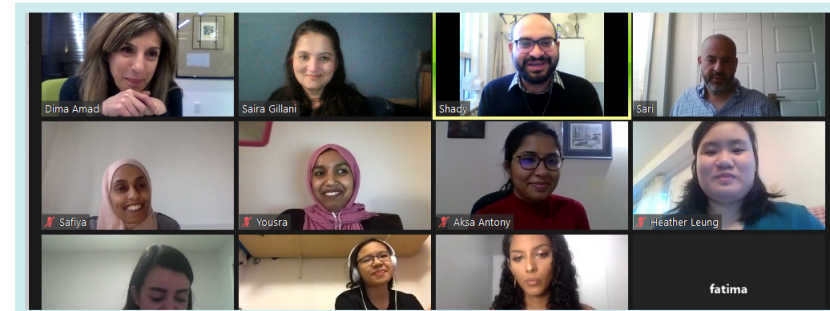 Dima Amad
Saira Gillani
Shady
Sari
Safiya
Yousra
Aksa Antony
Heather Leung
fatima